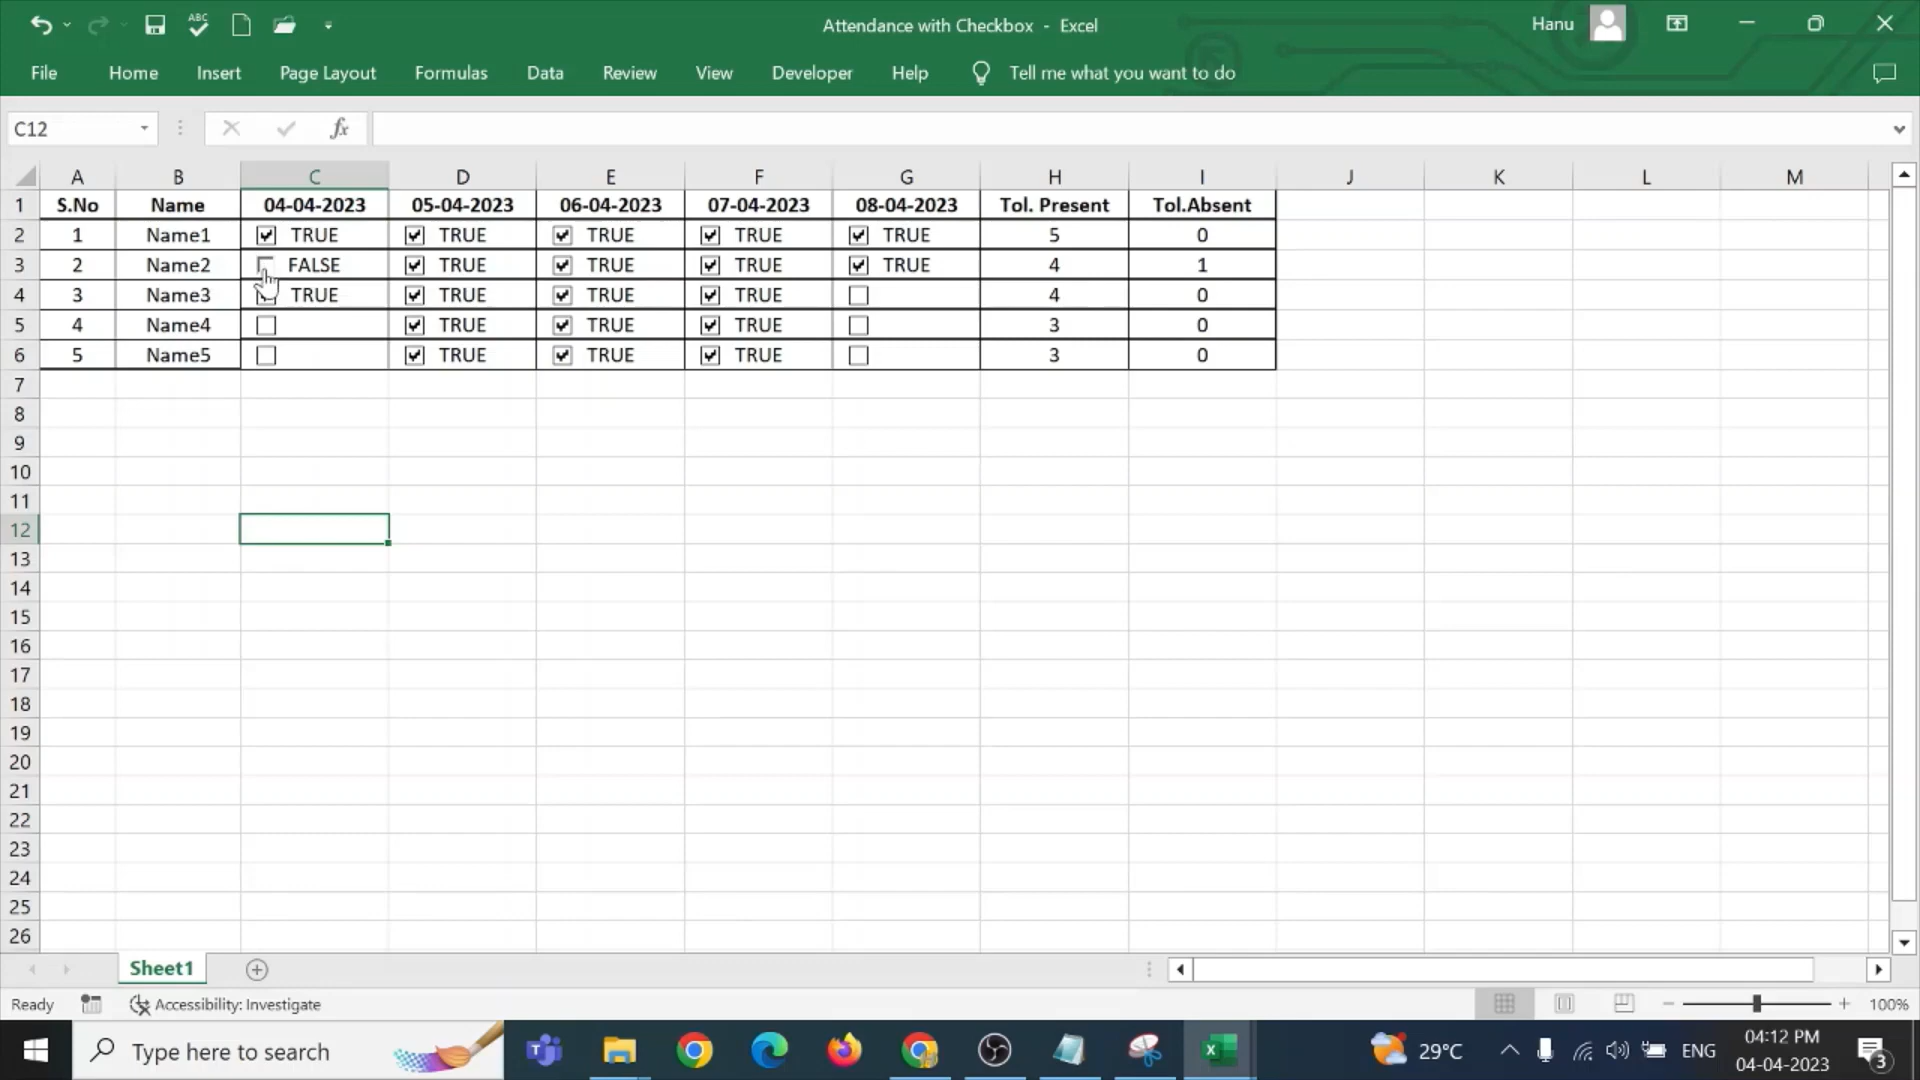 ABC
Attendance with Checkbox - Excel
Hanu
File Home Insert Page Layout Formulas Data Review View Developer Help Tell me what you want to do
C12 fx
A B C D E F G H I J K L M
1 S.No Name 04-04-2023 05-04-2023 06-04-2023 07-04-2023 08-04-2023 Tol. Present Tol.Absent
2 1 Name1 TRUE TRUE TRUE TRUE TRUE 5 0
3 2 Name2 FALSE TRUE TRUE TRUE TRUE 4 1
4 3 Name3 TRUE TRUE TRUE TRUE 4 0
5 4 Name4 TRUE TRUE TRUE 3 0
6 5 Name5 TRUE TRUE TRUE 3 0
7
8
9
10
11
12
13
14
15
16
17
18
19
20
21
22
23
24
25
26
Sheet1
Ready Accessibility: Investigate 100%
Type here to search 29°C ENG 04:12 PM
04-04-2023
3